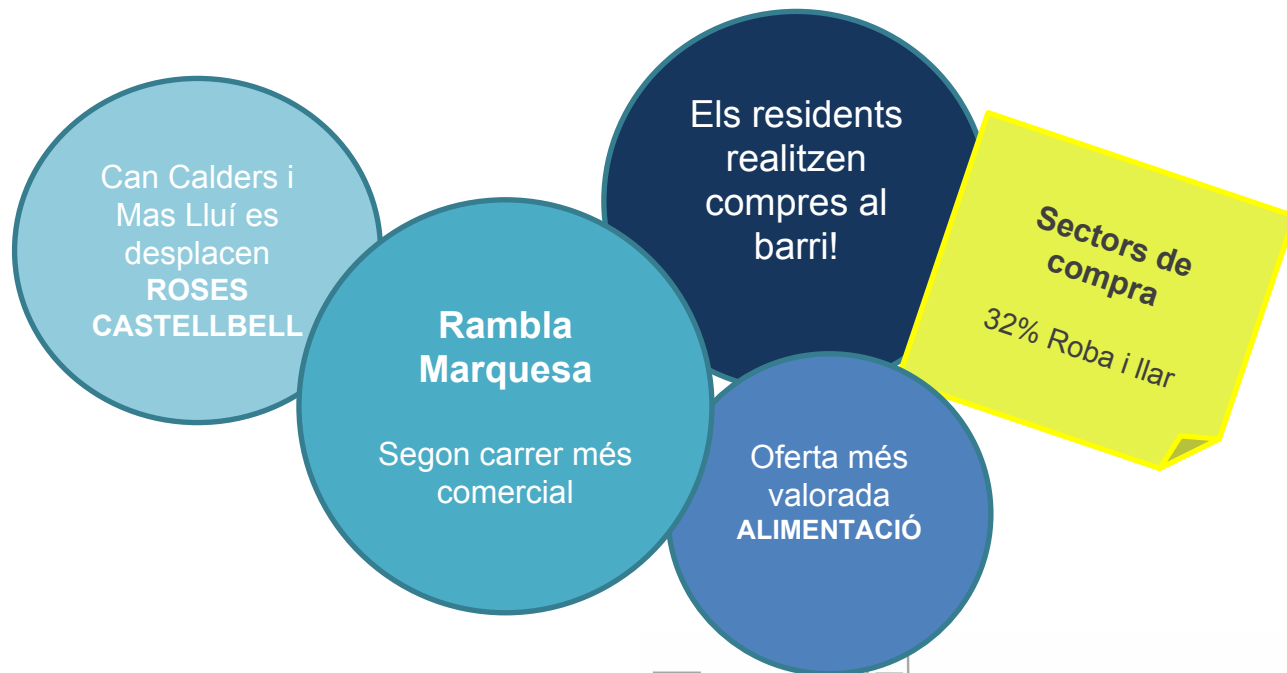 Can Calders i
Mas Lluí es
desplacen
ROSES
CASTELLBELL
Rambla
Marquesa
Segon carrer més
comercial
Els residents
realitzen
compres al
barri!
Oferta més
valorada
ALIMENTACIÓ
Sectors de
compra
32% Roba i llar